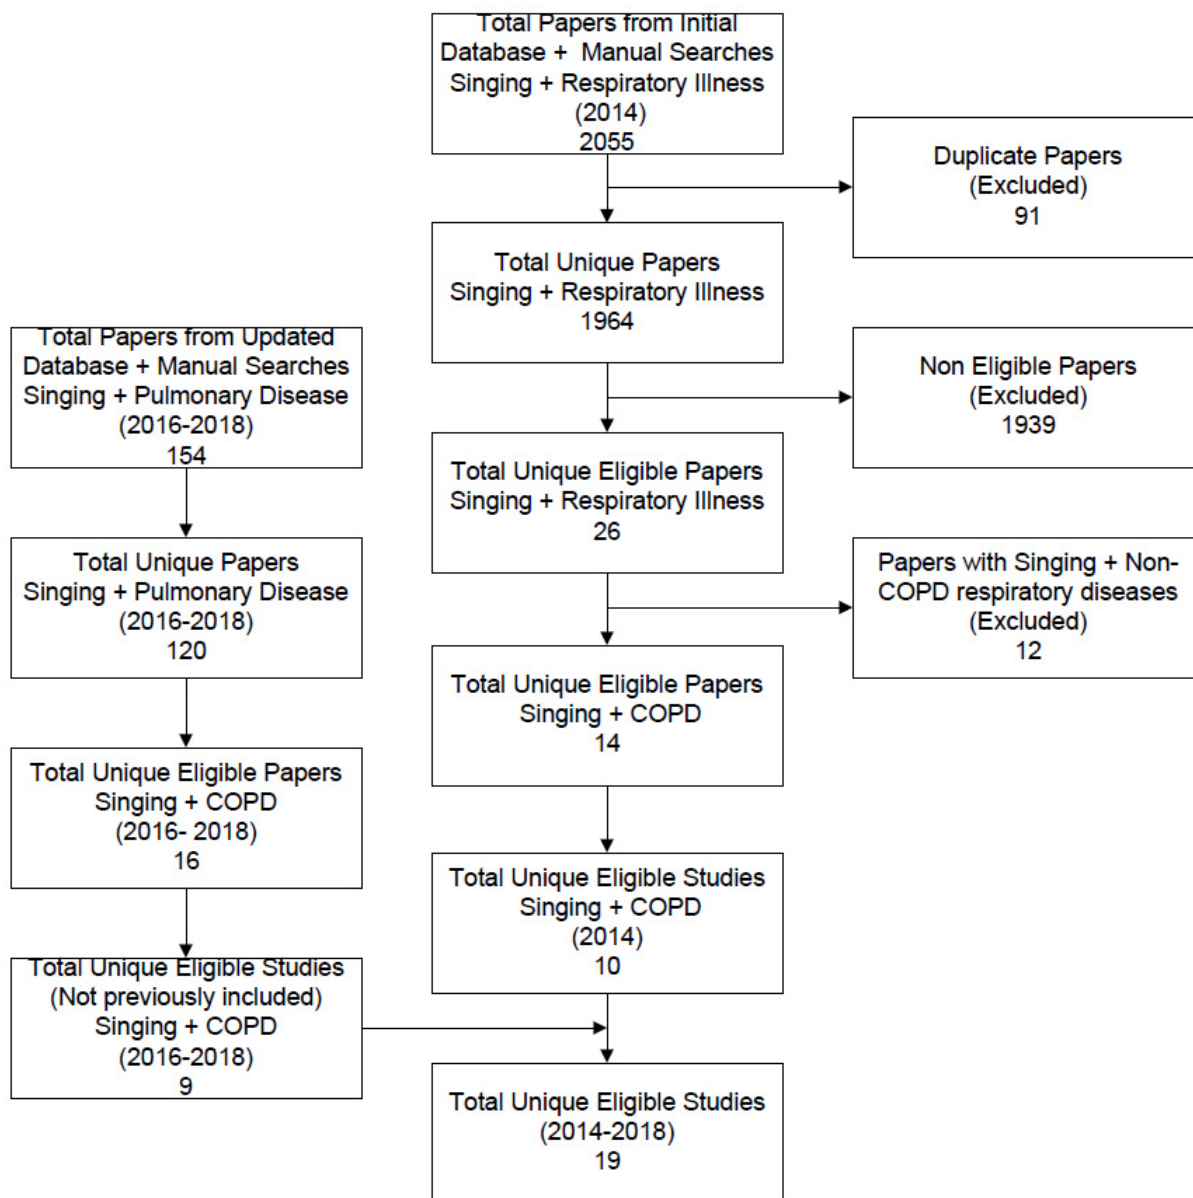 Total Papers from Initial
Database +  Manual Searches
Singing + Respiratory Illness
(2014)
2055
Duplicate Papers
(Excluded)
91
Total Unique Papers
Singing + Respiratory Illness
1964
Total Papers from Updated
Database + Manual Searches
Singing + Pulmonary Disease
(2016-2018)
154
Non Eligible Papers
(Excluded)
1939
Total Unique Eligible Papers
Singing + Respiratory Illness
26
Total Unique Papers
Singing + Pulmonary Disease
(2016-2018)
120
Papers with Singing + Non-
COPD respiratory diseases
(Excluded)
12
Total Unique Eligible Papers
Singing + COPD
14
Total Unique Eligible Papers
Singing + COPD
(2016- 2018)
16
Total Unique Eligible Studies
Singing + COPD
(2014)
10
Total Unique Eligible Studies
(Not previously included)
Singing + COPD
(2016-2018)
9
Total Unique Eligible Studies
(2014-2018)
19